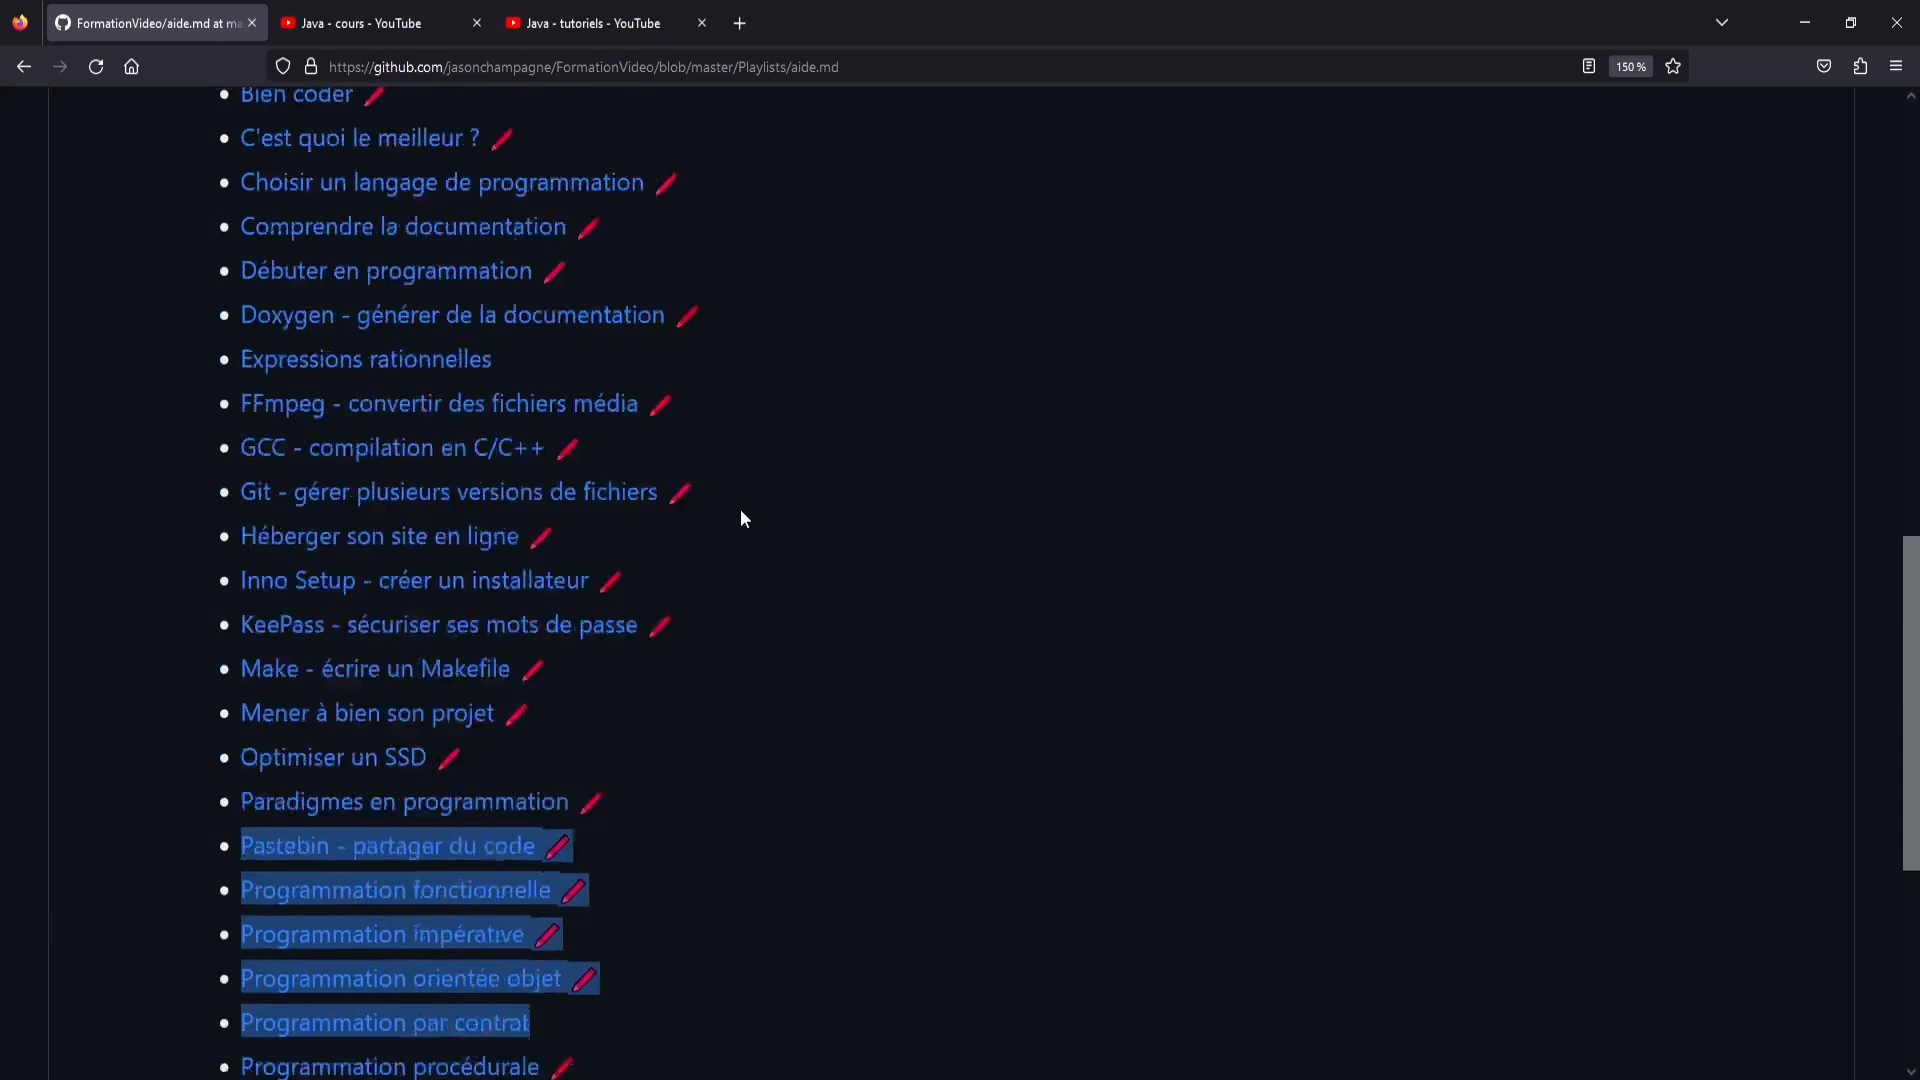 FormationVideo/aide.md at ma
Java - cours - YouTube
Java - tutoriels - YouTube
https://github.com/jasonchampagne/FormationVideo/blob/master/Playlists/aide.md
150 %
Bien coder
C'est quoi le meilleur ?
Choisir un langage de programmation
Comprendre la documentation
Débuter en programmation
Doxygen - générer de la documentation
Expressions rationnelles
FFmpeg - convertir des fichiers média
GCC - compilation en C/C++
Git - gérer plusieurs versions de fichiers
Héberger son site en ligne
Inno Setup - créer un installateur
KeePass - sécuriser ses mots de passe
Make - écrire un Makefile
Mener à bien son projet
Optimiser un SSD
Paradigmes en programmation
Pastebin - partager du code
Programmation fonctionnelle
Programmation impérative
Programmation orientée objet
Programmation par contrat
Programmation procédurale